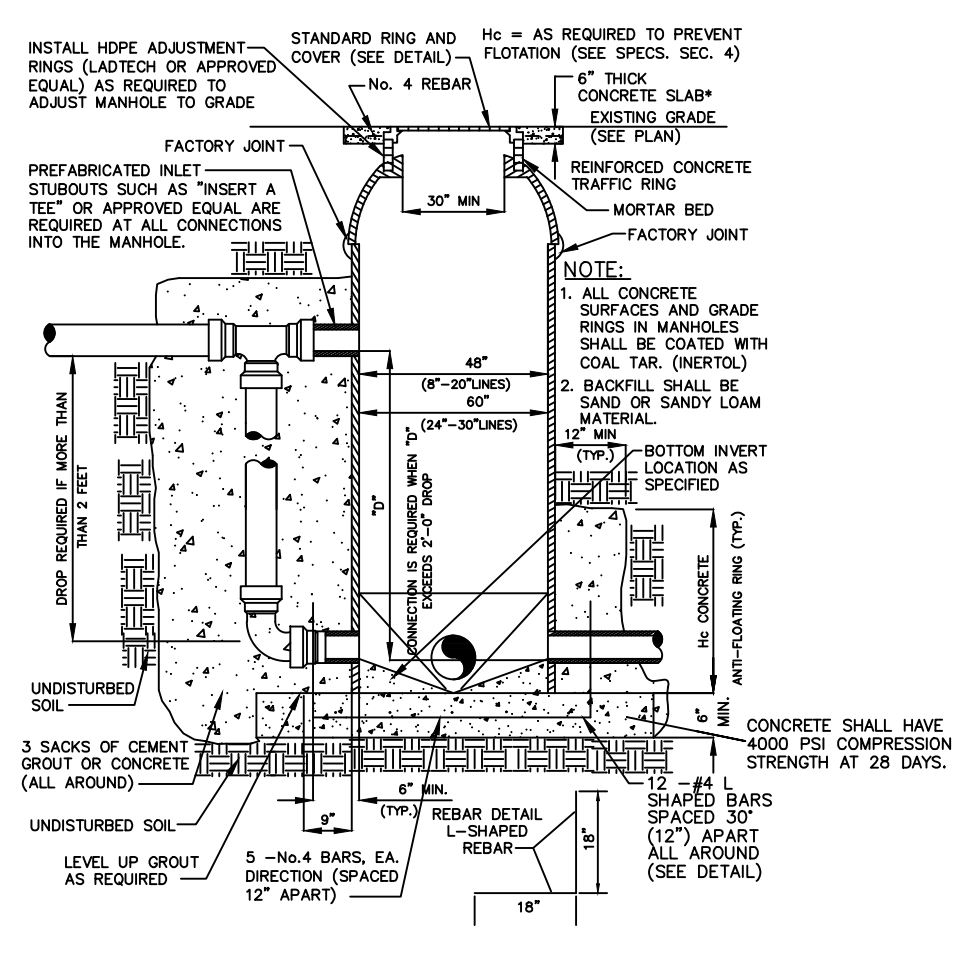 INSTALL HDPE ADJUSTMENT
RINGS (LADTECH OR APPROVED
EQUAL) AS REQUIRED TO
ADJUST MANHOLE TO GRADE
STANDARD RING AND
COVER (SEE DETAIL)
No. 4 REBAR
Hc = AS REQUIRED TO PREVENT
FLOTATION (SEE SPECS. SEC. 4)
6" THICK
CONCRETE SLAB*
EXISTING GRADE
(SEE PLAN)
FACTORY JOINT
PREFABRICATED INLET
STUBOUTS SUCH AS "INSERT A
TEE" OR APPROVED EQUAL ARE
REQUIRED AT ALL CONNECTIONS
INTO THE MANHOLE.
30" MIN
REINFORCED CONCRETE
TRAFFIC RING
MORTAR BED
FACTORY JOINT
NOTE:
1. ALL CONCRETE
SURFACES AND GRADE
RINGS IN MANHOLES
SHALL BE COATED WITH
COAL TAR. (INERTOL)
2. BACKFILL SHALL BE
SAND OR SANDY LOAM
MATERIAL.
48"
(8"-20"LINES)
60"
(24"-30"LINES)
12" MIN
(TYP.)
BOTTOM INVERT
LOCATION AS
SPECIFIED
DROP REQUIRED IF MORE THAN
THAN 2 FEET
"D"
CONNECTION IS REQUIRED WHEN "D"
EXCEEDS 2'-0" DROP
Hc CONCRETE
ANTI-FLOATING RING (TYP.)
6"
MIN.
UNDISTURBED
SOIL
3 SACKS OF CEMENT
GROUT OR CONCRETE
(ALL AROUND)
UNDISTURBED SOIL
LEVEL UP GROUT
AS REQUIRED
9"
6" MIN.
(TYP.)
5 -No.4 BARS, EA.
DIRECTION (SPACED
12" APART)
REBAR DETAIL
L-SHAPED
REBAR
18"
18"
CONCRETE SHALL HAVE
4000 PSI COMPRESSION
STRENGTH AT 28 DAYS.
12 -#4 L
SHAPED BARS
SPACED 30°
(12") APART
ALL AROUND
(SEE DETAIL)